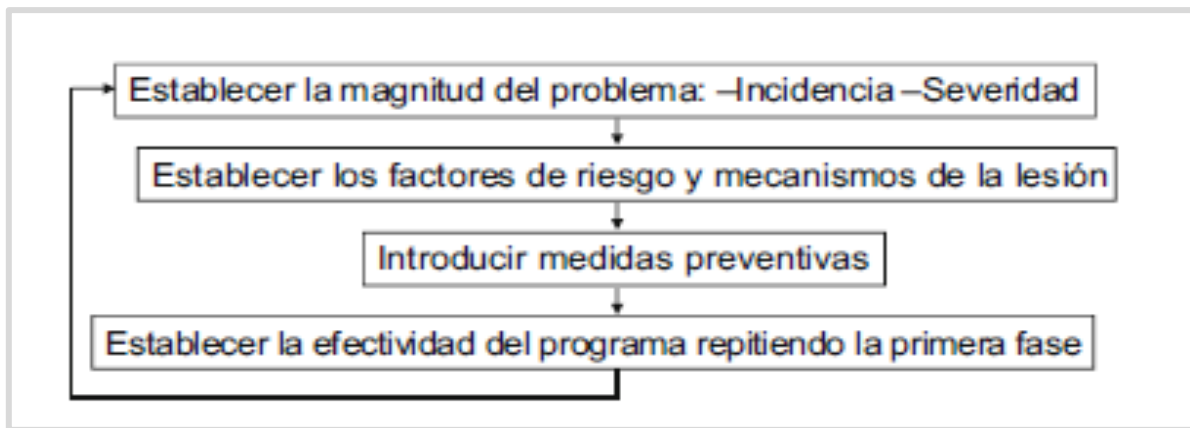 Establecer la magnitud del problema: –Incidencia –Severidad
Establecer los factores de riesgo y mecanismos de la lesión
Introducir medidas preventivas
Establecer la efectividad del programa repitiendo la primera fase